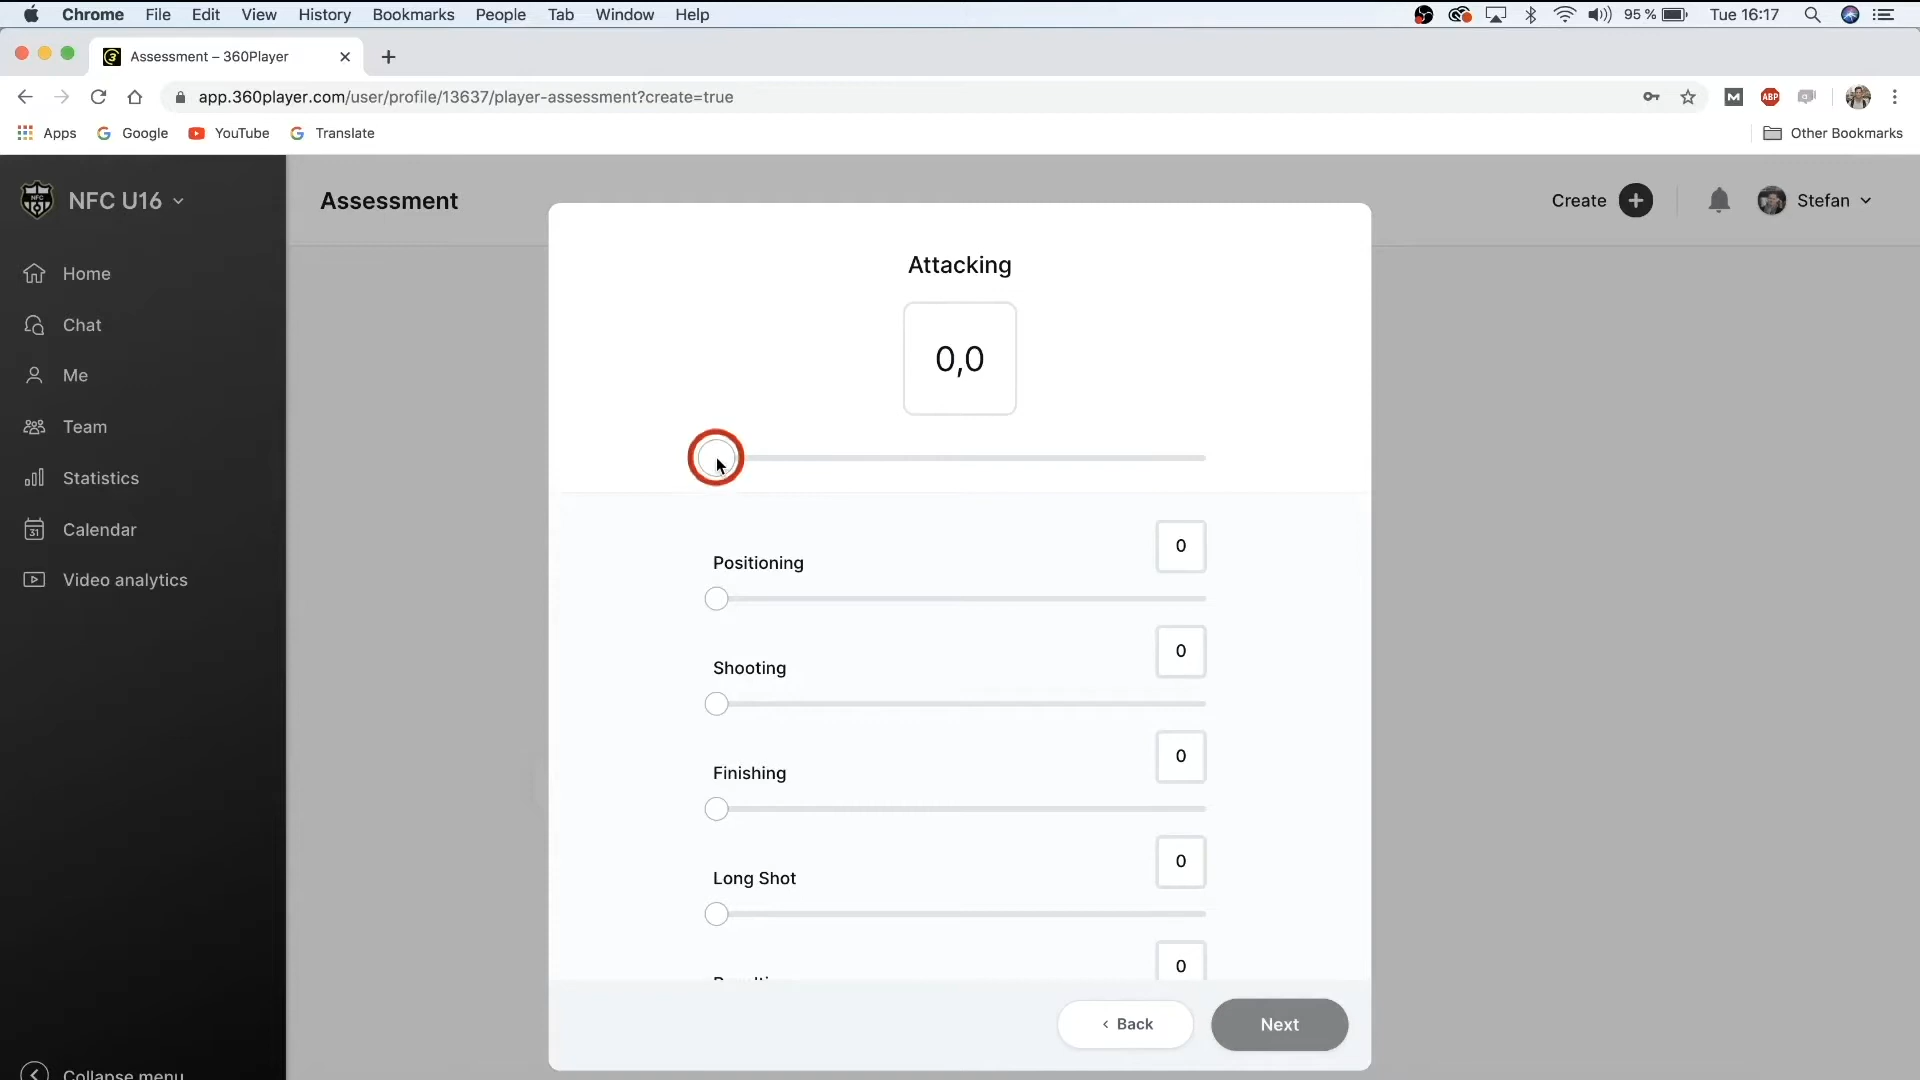 Chrome File Edit View History Bookmarks People Tab Window Help 95 % Tue 16:17
Assessment – 360Player
app.360player.com/user/profile/13637/player-assessment?create=true
ABP
Apps Google YouTube Translate Other Bookmarks
NFC U16
Assessment
Create
Stefan
Home
Chat
Me
Team
Statistics
31 Calendar
Video analytics
Collapse menu
Attacking
0,0
0
Positioning
0
Shooting
0
Finishing
0
Long Shot
0
Back
Next